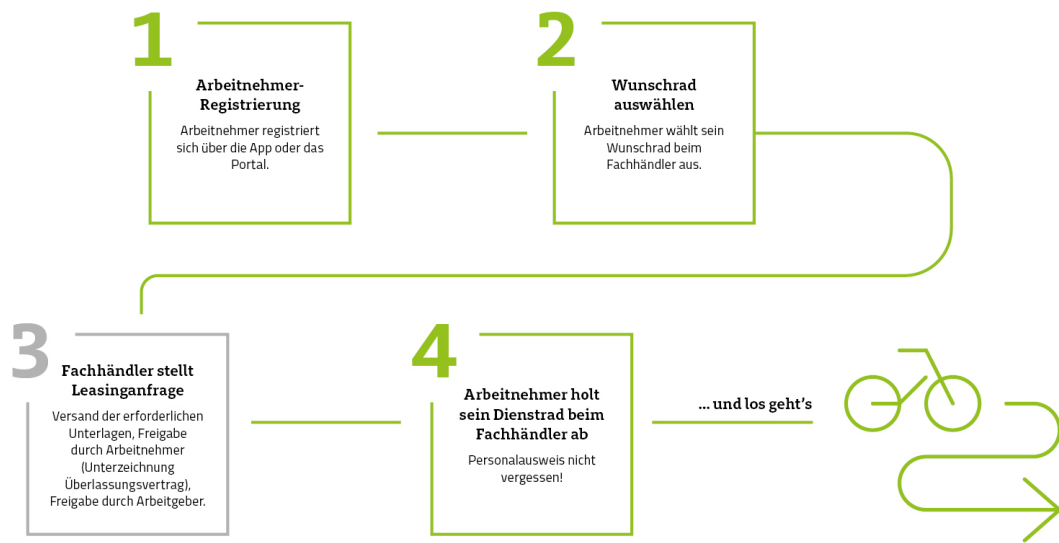 1
Arbeitnehmer-
Registrierung
Arbeitnehmer registriert
sich über die App oder das
Portal.
2
Wunschrad
auswählen
Arbeitnehmer wählt sein
Wunschrad beim
Fachhändler aus.
3
Fachhändler stellt
Leasinganfrage
Versand der erforderlichen
Unterlagen, Freigabe
durch Arbeitnehmer
(Unterzeichnung
Überlassungsvertrag),
Freigabe durch Arbeitgeber.
4
Arbeitnehmer holt
sein Dienstrad beim
Fachhändler ab
Personalausweis nicht
vergessen!
... und los geht's